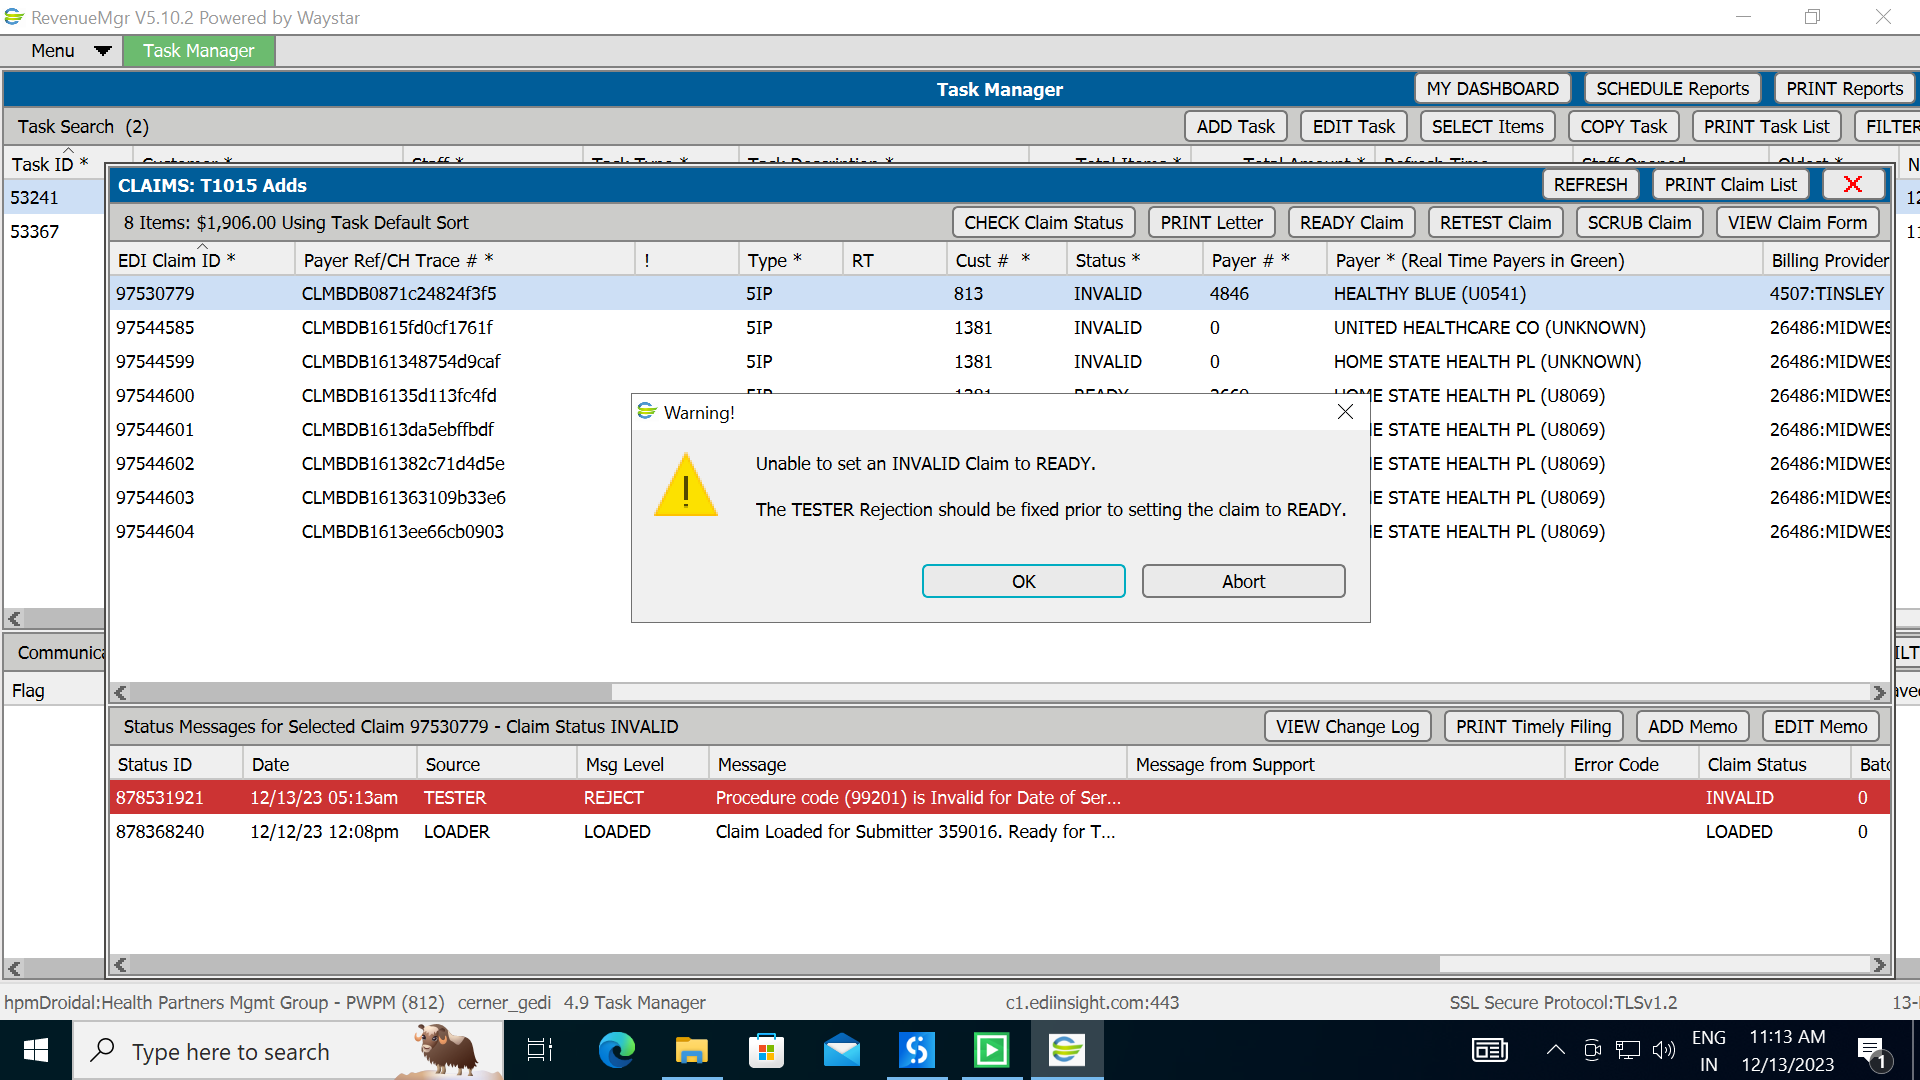 RevenueMgr V5.10.2 Powered by Waystar
Menu Task Manager
Task Manager MY DASHBOARD SCHEDULE Reports PRINT Reports
Task Search (2) ADD Task EDIT Task SELECT Items COPY Task PRINT Task List FILTER
Task ID *
53241
53367
CLAIMS: T1015 Adds REFRESH PRINT Claim List X
8 Items: $1,906.00 Using Task Default Sort CHECK Claim Status PRINT Letter READY Claim RETEST Claim SCRUB Claim VIEW Claim Form
EDI Claim ID * Payer Ref/CH Trace # * ! Type * RT Cust # * Status * Payer # * Payer * (Real Time Payers in Green) Billing Provider
97530779 CLMBDB0871c24824f3f5 5IP 813 INVALID 4846 HEALTHY BLUE (U0541) 4507:TINSLEY
97544585 CLMBDB1615fd0cf1761f 5IP 1381 INVALID 0 UNITED HEALTHCARE CO (UNKNOWN) 26486:MIDWES
97544599 CLMBDB161348754d9caf 5IP 1381 INVALID 0 HOME STATE HEALTH PL (UNKNOWN) 26486:MIDWES
97544600 CLMBDB16135d113fc4fd HOME STATE HEALTH PL (U8069) 26486:MIDWES
97544601 CLMBDB1613da5ebffbdf STATE HEALTH PL (U8069) 26486:MIDWES
97544602 CLMBDB161382c71d4d5e STATE HEALTH PL (U8069) 26486:MIDWES
97544603 CLMBDB161363109b33e6 STATE HEALTH PL (U8069) 26486:MIDWES
97544604 CLMBDB1613ee66cb0903 STATE HEALTH PL (U8069) 26486:MIDWES
Warning!
Unable to set an INVALID Claim to READY.
The TESTER Rejection should be fixed prior to setting the claim to READY.
OK Abort
Communica
Flag
Status Messages for Selected Claim 97530779 - Claim Status INVALID VIEW Change Log PRINT Timely Filing ADD Memo EDIT Memo
Status ID Date Source Msg Level Message Message from Support Error Code Claim Status Batc
878531921 12/13/23 05:13am TESTER REJECT Procedure code (99201) is Invalid for Date of Ser... INVALID 0
878368240 12/12/23 12:08pm LOADER LOADED Claim Loaded for Submitter 359016. Ready for T... LOADED 0
hpmDroidal:Health Partners Mgmt Group - PWPM (812) cerner_gedi 4.9 Task Manager c1.ediinsight.com:443 SSL Secure Protocol:TLSv1.2 13-
Type here to search
ENG 11:13 AM
IN 12/13/2023 1